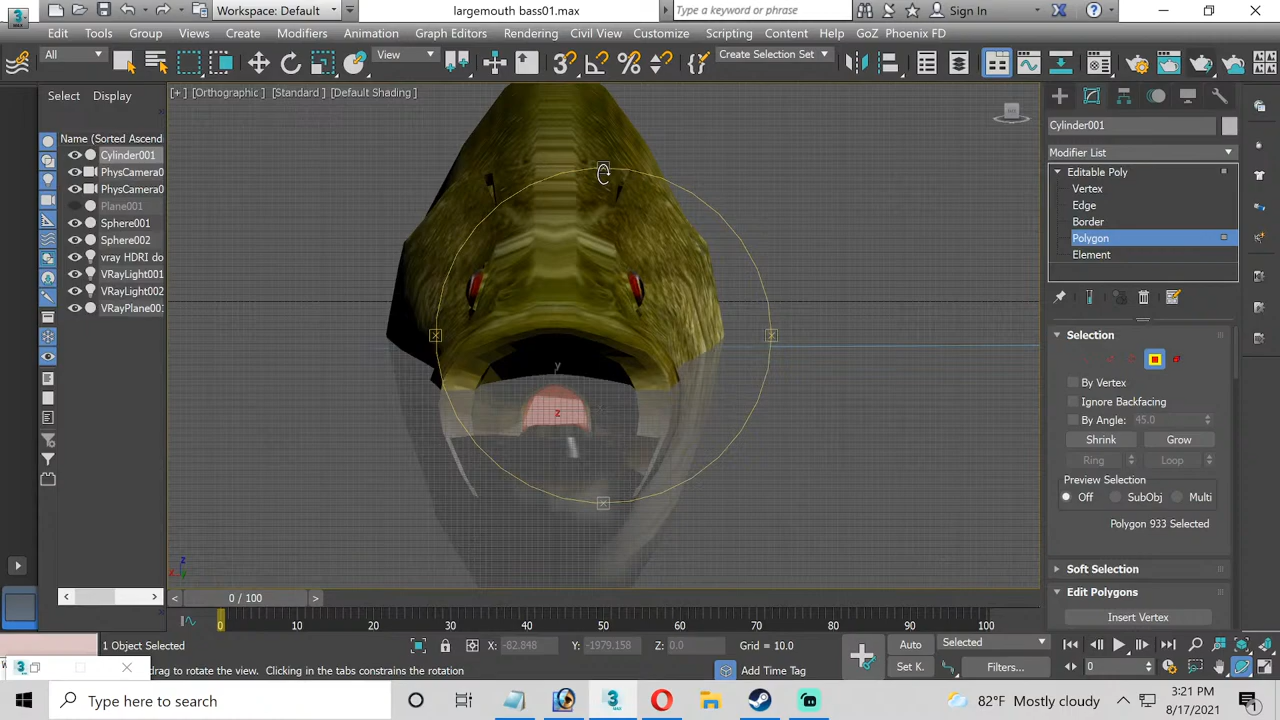 Workspace: Default
largemouth bass01.max
Type a keyword or phrase
Sign In
Edit Tools Group Views Create Modifiers Animation Graph Editors Rendering Civil View Customize Scripting Content Help GoZ Phoenix FD
All
View
Create Selection Set
Select Display
[+] [Orthographic] [Standard] [Default Shading]
Name (Sorted Ascend
Cylinder001
PhysCamera0
PhysCamera0
Plane001
Sphere001
Sphere002
vray HDRI do
VRayLight001
VRayLight002
VRayPlane00
y
z
z
x y
Cylinder001
Modifier List
Editable Poly
Vertex
Edge
Border
Polygon
Element
Selection
By Vertex
Ignore Backfacing
By Angle: 45.0
Shrink Grow
Ring Loop
Preview Selection
Off SubObj Multi
Polygon 933 Selected
Soft Selection
Edit Polygons
Insert Vertex
0 / 100
0 10 20 30 40 50 60 70 80 90 100
1 Object Selected
X: -82.848 Y: -1979.158 Z: 0.0 Grid = 10.0
Auto Selected
drag to rotate the view. Clicking in the tabs constrains the rotation
Add Time Tag
Set K. Filters... 0
Type here to search
82°F Mostly cloudy
3:21 PM
8/17/2021